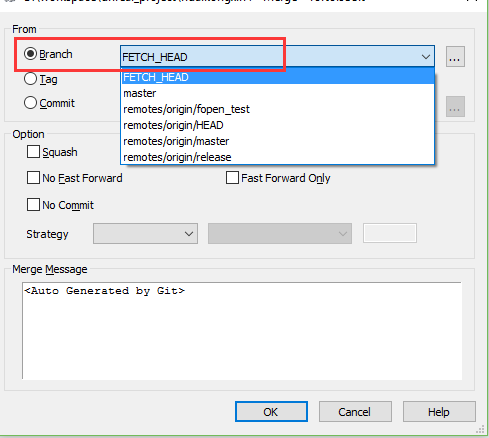 From
Branch
FETCH_HEAD
...
FETCH_HEAD
Tag
master
remotes/origin/fopen_test
Commit
...
remotes/origin/HEAD
remotes/origin/master
remotes/origin/release
Option
Squash
No Fast Forward
Fast Forward Only
No Commit
Strategy
Merge Message
<Auto Generated by Git>
OK
Cancel
Help